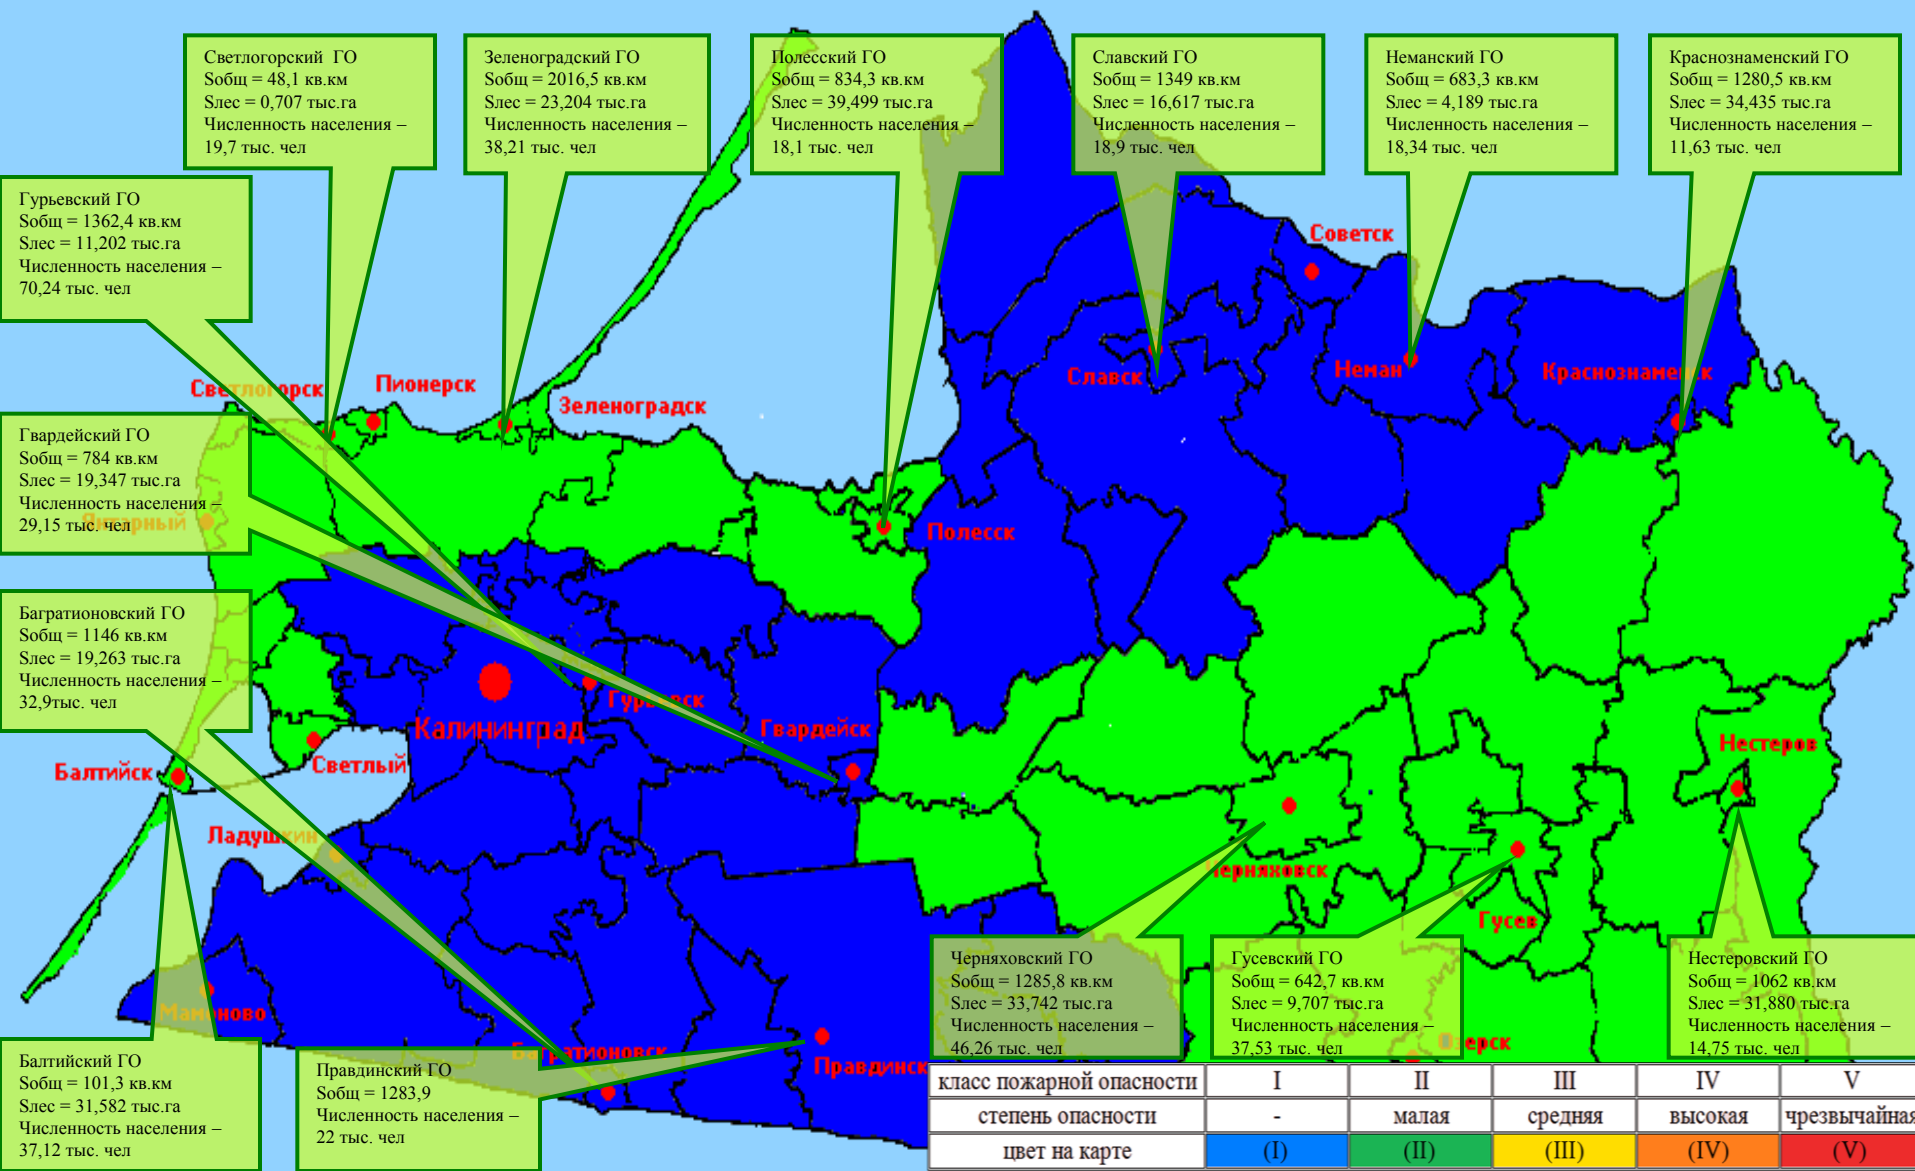 Светлогорский ГО
Sобщ = 48,1 кв.км
Sлес = 0,707 тыс.га
Численность населения –
19,7 тыс. чел
Зеленоградский ГО
Sобщ = 2016,5 кв.км
Sлес = 23,204 тыс.га
Численность населения –
38,21 тыс. чел
Полесский ГО
Sобщ = 834,3 кв.км
Sлес = 39,499 тыс.га
Численность населения –
18,1 тыс. чел
Славский ГО
Sобщ = 1349 кв.км
Sлес = 16,617 тыс.га
Численность населения –
18,9 тыс. чел
Неманский ГО
Sобщ = 683,3 кв.км
Sлес = 4,189 тыс.га
Численность населения –
18,34 тыс. чел
Краснознаменский ГО
Sобщ = 1280,5 кв.км
Sлес = 34,435 тыс.га
Численность населения –
11,63 тыс. чел
Гурьевский ГО
Sобщ = 1362,4 кв.км
Sлес = 11,202 тыс.га
Численность населения –
70,24 тыс. чел
Советск
Светлогорск
Пионерск
Зеленоградск
Славск
Неман
Краснознаменск
Гвардейский ГО
Sобщ = 784 кв.км
Sлес = 19,347 тыс.га
Численность населения –
29,15 тыс. чел
Янтарный
Полесск
Багратионовский ГО
Sобщ = 1146 кв.км
Sлес = 19,263 тыс.га
Численность населения –
32,9тыс. чел
Гурьевск
Калининград
Гвардейск
Нестеров
Балтийск
Светлый
Ладушкин
Черняховск
Гусев
Мамоново
Багратионовск
Правдинск
Озерск
Черняховский ГО
Sобщ = 1285,8 кв.км
Sлес = 33,742 тыс.га
Численность населения –
46,26 тыс. чел
Гусевский ГО
Sобщ = 642,7 кв.км
Sлес = 9,707 тыс.га
Численность населения –
37,53 тыс. чел
Нестеровский ГО
Sобщ = 1062 кв.км
Sлес = 31,880 тыс.га
Численность населения –
14,75 тыс. чел
Балтийский ГО
Sобщ = 101,3 кв.км
Sлес = 31,582 тыс.га
Численность населения –
37,12 тыс. чел
Правдинский ГО
Sобщ = 1283,9
Численность населения –
22 тыс. чел
класс пожарной опасности I II III IV V
степень опасности - малая средняя высокая чрезвычайная
цвет на карте (I) (II) (III) (IV) (V)